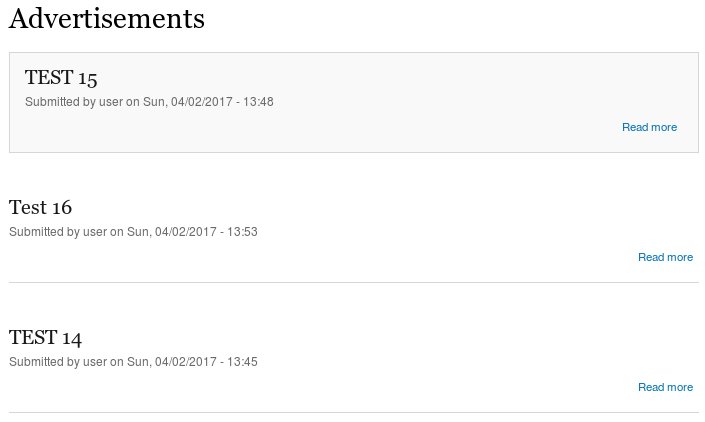 Advertisements
TEST 15
Submitted by user on Sun, 04/02/2017 - 13:48
Read more
Test 16
Submitted by user on Sun, 04/02/2017 - 13:53
Read more
TEST 14
Submitted by user on Sun, 04/02/2017 - 13:45
Read more